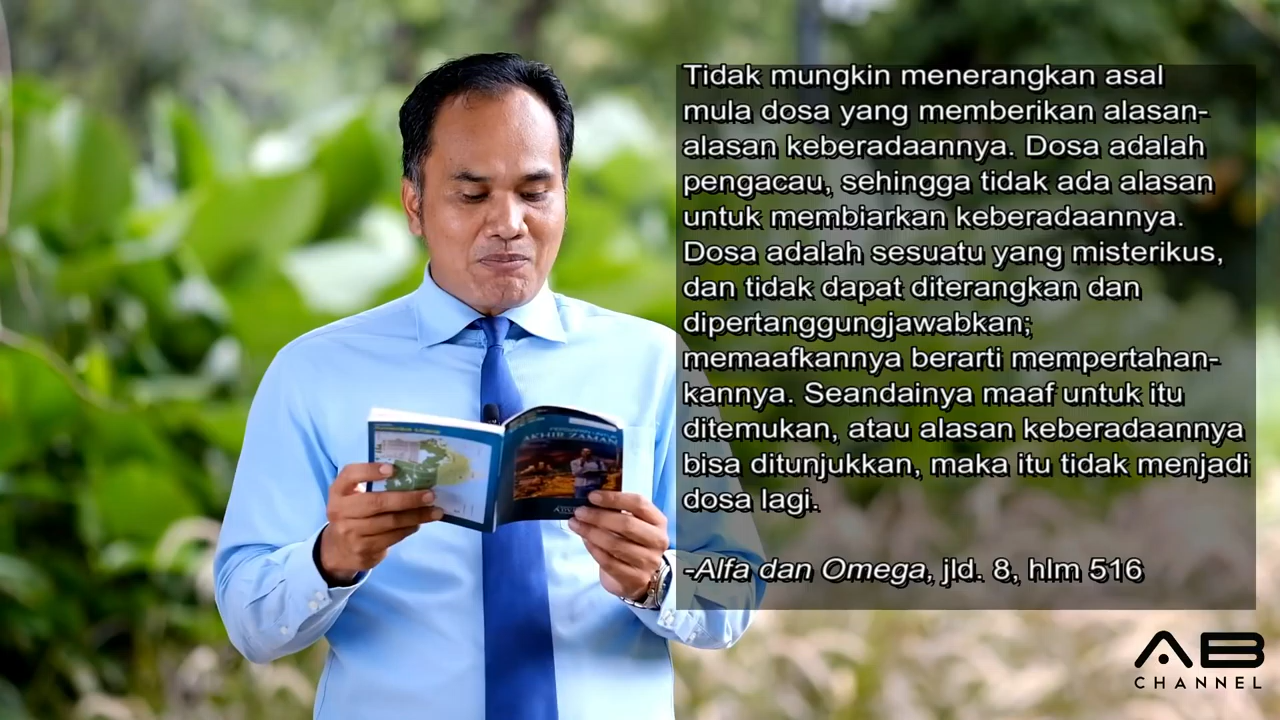 Tidak mungkin menerangkan asal
mula dosa yang memberikan alasan-
alasan keberadaannya. Dosa adalah
pengacau, sehingga tidak ada alasan
untuk membiarkan keberadaannya.
Dosa adalah sesuatu yang misterikus,
dan tidak dapat diterangkan dan
dipertanggungjawabkan;
memaafkannya berarti mempertahan-
kannya. Seandainya maaf untuk itu
ditemukan, atau alasan keberadaannya
bisa ditunjukkan, maka itu tidak menjadi
dosa lagi.
-Alfa dan Omega, jld. 8, hlm 516
AKHIR ZAMAN
AB
CHANNEL